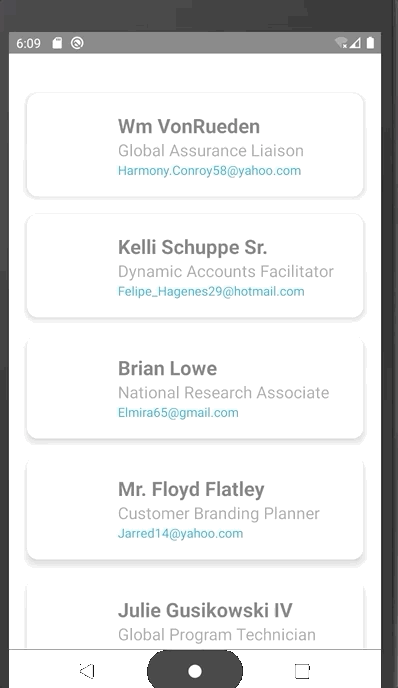 6:09
Wm VonRueden
Global Assurance Liaison
Harmony.Conroy58@yahoo.com
Kelli Schuppe Sr.
Dynamic Accounts Facilitator
Felipe_Hagenes29@hotmail.com
Brian Lowe
National Research Associate
Elmira65@gmail.com
Mr. Floyd Flatley
Customer Branding Planner
Jarred14@yahoo.com
Julie Gusikowski IV
Global Program Technician